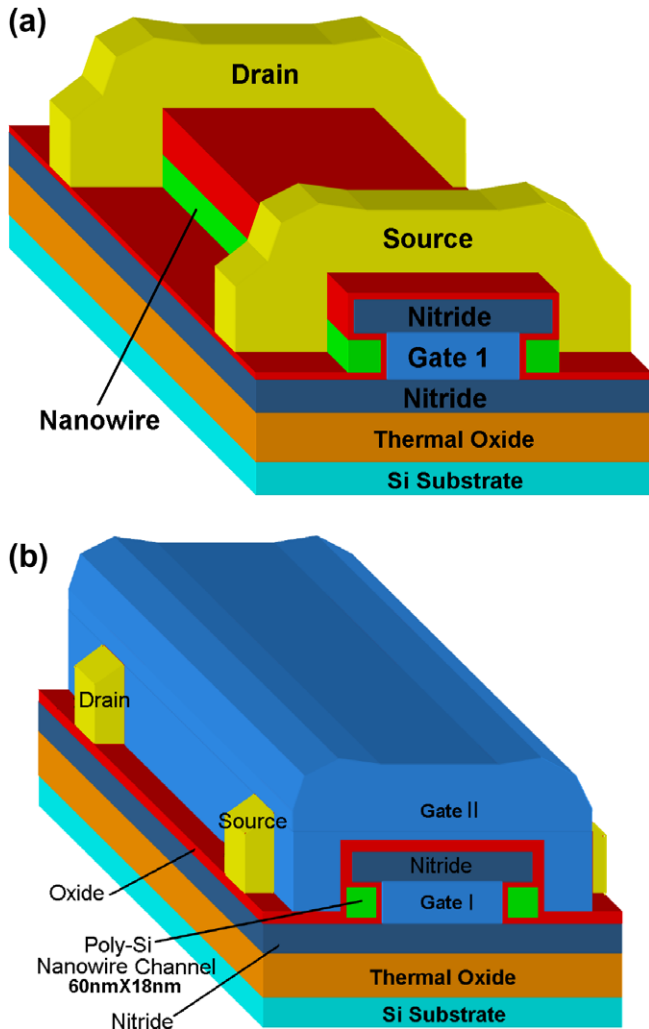 (a)
Drain
Source
Nitride
Gate 1
Nanowire
Nitride
Thermal Oxide
Si Substrate
(b)
Drain
Source
Gate II
Nitride
Oxide
Gate I
Poly-Si
Nanowire Channel
60nmX18nm
Thermal Oxide
Nitride
Si Substrate